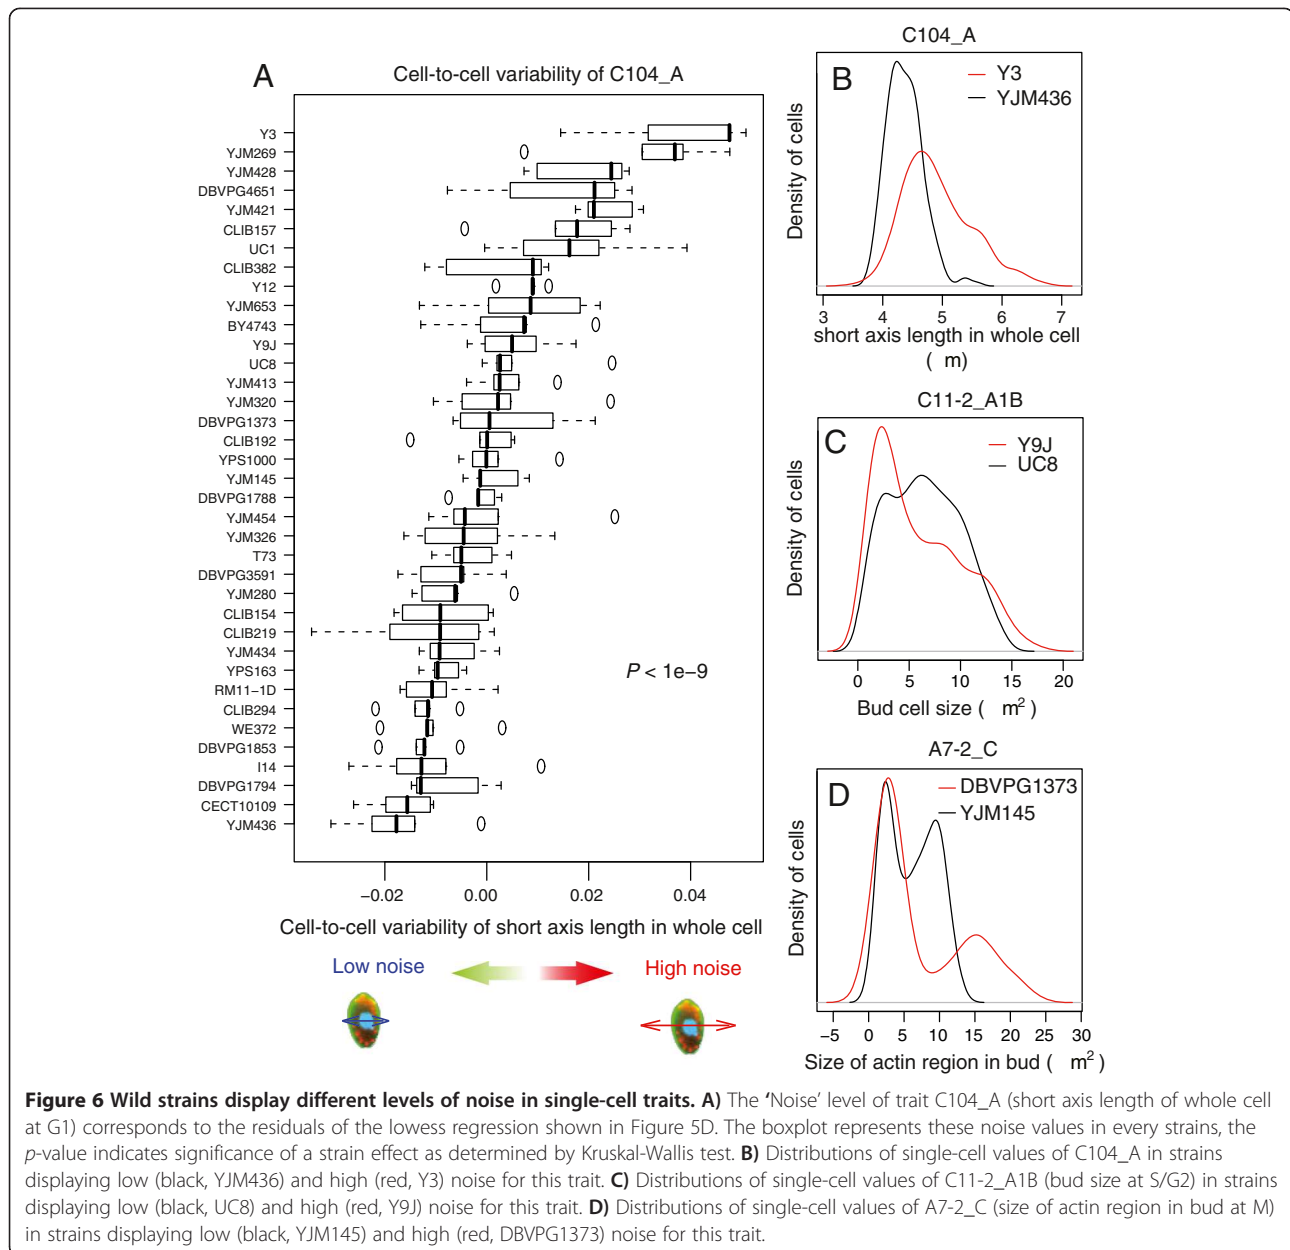 A
Cell-to-cell variability of C104_A
Y3
YJM269
YJM428
DBVPG4651
YJM421
CLIB157
UC1
CLIB382
Y12
YJM653
BY4743
Y9J
UC8
YJM413
YJM320
DBVPG1373
CLIB192
YPS1000
YJM145
DBVPG1788
YJM454
YJM326
T73
DBVPG3591
YJM280
CLIB154
CLIB219
YJM434
YPS163
RM11−1D
CLIB294
WE372
DBVPG1853
I14
DBVPG1794
CECT10109
YJM436
P < 1e−9
−0.02 0.00 0.02 0.04
Cell-to-cell variability of short axis length in whole cell
Low noise
High noise
C104_A
B
Y3
YJM436
Density of cells
3 4 5 6 7
short axis length in whole cell
( m)
C11-2_A1B
C
Y9J
UC8
Density of cells
0 5 10 15 20
Bud cell size ( m²)
A7-2_C
D
DBVPG1373
YJM145
Density of cells
−5 0 5 10 15 20 25 30
Size of actin region in bud ( m²)
Figure 6 Wild strains display different levels of noise in single-cell traits. A) The 'Noise' level of trait C104_A (short axis length of whole cell
at G1) corresponds to the residuals of the lowess regression shown in Figure 5D. The boxplot represents these noise values in every strains, the
p-value indicates significance of a strain effect as determined by Kruskal-Wallis test. B) Distributions of single-cell values of C104_A in strains
displaying low (black, YJM436) and high (red, Y3) noise for this trait. C) Distributions of single-cell values of C11-2_A1B (bud size at S/G2) in strains
displaying low (black, UC8) and high (red, Y9J) noise for this trait. D) Distributions of single-cell values of A7-2_C (size of actin region in bud at M)
in strains displaying low (black, YJM145) and high (red, DBVPG1373) noise for this trait.